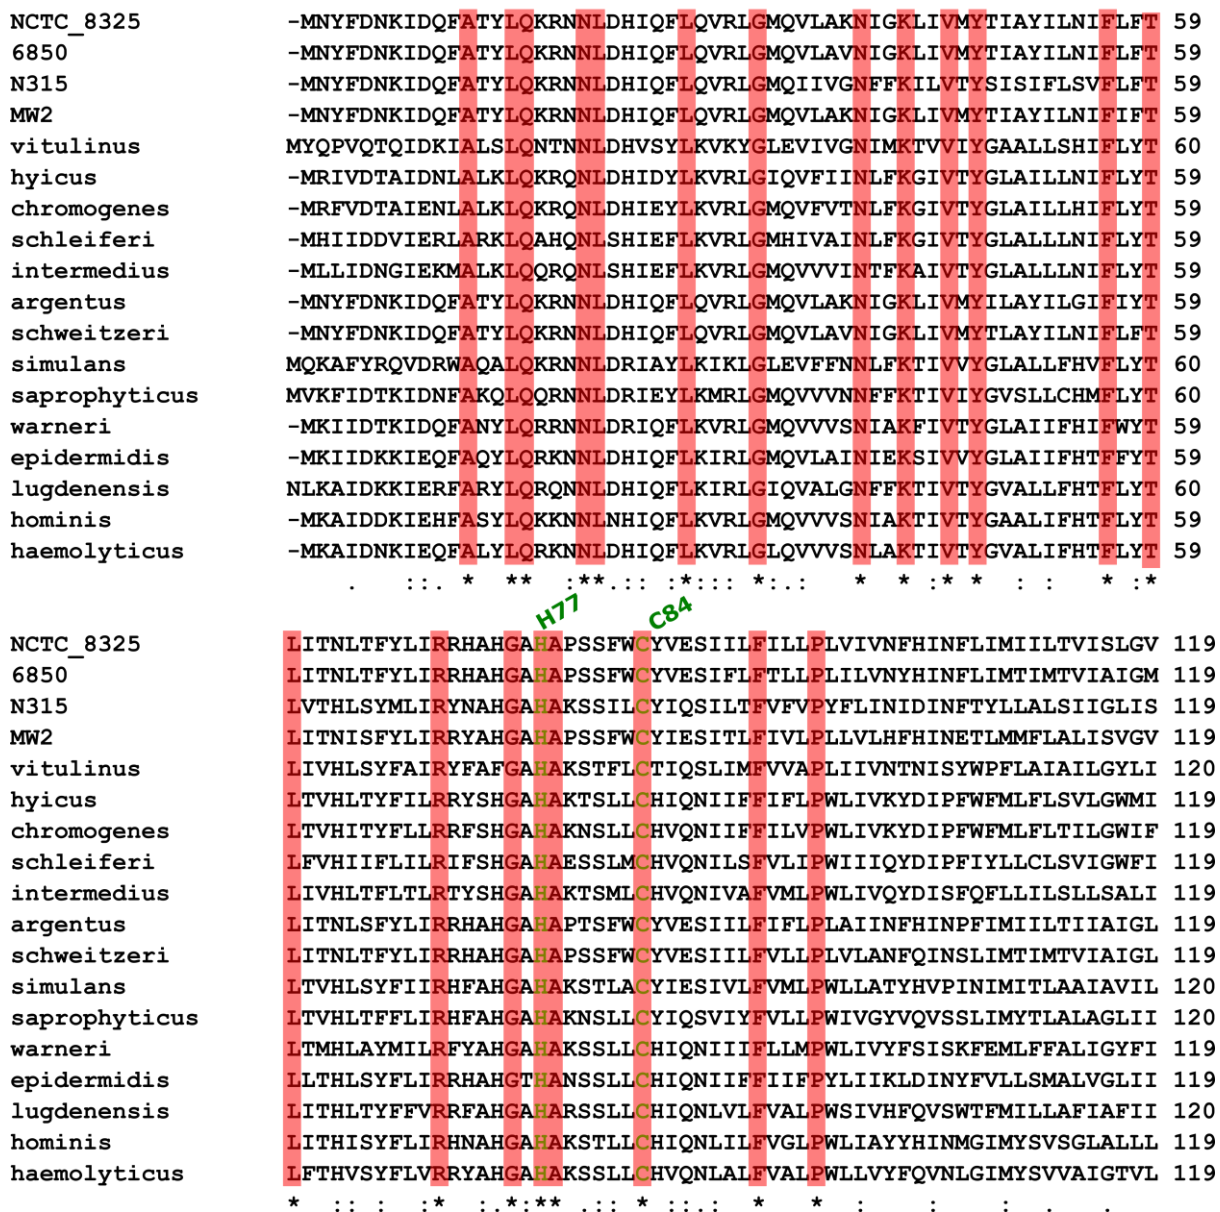 NCTC_8325 -MNYFDNKIDQFATYLQKRNNLDHIQFLQVRLGMQVLAKNIGKLIVMYTIAYILNIFLFT 59
6850 -MNYFDNKIDQFATYLQKRNNLDHIQFLQVRLGMQVLAVNIGKLIVMYTIAYILNIFLFT 59
N315 -MNYFDNKIDQFATYLQKRNNLDHIQFLQVRLGMQIIVGNFFKILVTYSISIFLSVFLFT 59
MW2 -MNYFDNKIDQFATYLQKRNNLDHIQFLQVRLGMQVLAKNIGKLIVMYTIAYILNIFIFT 59
vitulinus MYQPVQTQIDKIALSLQNTNNLDHVSYLKVKYGLEVIVGNIMKTVVIYGAALLSHIFLYT 60
hyicus -MRIVDTAIDNLALKLQKRQNLDHIDYLKVRLGIQVFIINLFKGIVTYGLAILLNIFLYT 59
chromogenes -MRFVDTAIENLALKLQKRQNLDHIEYLKVRLGMQVFVTNLFKGIVTYGLAILLHIFLYT 59
schleiferi -MHIIDDVIERLARKLQAHQNLSHIEFLKVRLGMHIVAINLFKGIVTYGLALLLNIFLYT 59
intermedius -MLLIDNGIEKMALKLQQRQNLSHIEFLKVRLGMQVVVINTFKAIVTYGLALLLNIFLYT 59
argentus -MNYFDNKIDQFATYLQKRNNLDHIQFLQVRLGMQVLAKNIGKLIVMYILAYILGIFIYT 59
schweitzeri -MNYFDNKIDQFATYLQKRNNLDHIQFLQVRLGMQVLAVNIGKLIVMYTLAYILNIFLFT 59
simulans MQKAFYRQVDRWAQALQKRNNLDRIAYLKIKLGLEVFFNNLFKTIVVYGLALLFHVFLYT 60
saprophyticus MVKFIDTKIDNFAKQLQQRNNLDRIEYLKMRLGMQVVVNNFFKTIVIYGVSLLCHMFLYT 60
warneri -MKIIDTKIDQFANYLQRRNNLDRIQFLKVRLGMQVVVSNIAKFIVTYGLAIIFHIFWYT 59
epidermidis -MKIIDKKIEQFAQYLQRKNNLDHIQFLKIRLGMQVLAINIEKSIVVYGLAIIFHTFFYT 59
lugdenensis NLKAIDKKIERFARYLQRQNNLDHIQFLKIRLGIQVALGNFFKTIVTYGVALLFHTFLYT 60
hominis -MKAIDDKIEHFASYLQKKNNLNHIQFLKVRLGMQVVVSNIAKTIVTYGAALIFHTFLYT 59
haemolyticus -MKAIDNKIEQFALYLQRKNNLDHIQFLKVRLGLQVVVSNLAKTIVTYGVALIFHTFLYT 59
. ::. * ** :**.:: :*::: *:.: * * :* * : : * :*
H77 C84
NCTC_8325 LITNLTFYLIRRHAHGAHAPSSFWCYVESIILFILLPLVIVNFHINFLIMIILTVISLGV 119
6850 LITNLTFYLIRRHAHGAHAPSSFWCYVESIFLFTLLPLILVNYHINFLIMTIMTVIAIGM 119
N315 LVTHLSYMLIRYNAHGAHAKSSILCYIQSILTFVFVPYFLINIDINFTYLLALSIIGLIS 119
MW2 LITNISFYLIRRYAHGAHAPSSFWCYIESITLFIVLPLLVLHFHINETLMMFLALISVGV 119
vitulinus LIVHLSYFAIRYFAFGAHAKSTFLCTIQSLIMFVVAPLIIVNTNISYWPFLAIAILGYLI 120
hyicus LTVHLTYFILRRYSHGAHAKTSLLCHIQNIIFFIFLPWLIVKYDIPFWFMLFLSVLGWMI 119
chromogenes LTVHITYFLLRRFSHGAHAKNSLLCHVQNIIFFILVPWLIVKYDIPFWFMLFLTILGWIF 119
schleiferi LFVHIIFLILRIFSHGAHAESSLMCHVQNILSFVLIPWIIIQYDIPFIYLLCLSVIGWFI 119
intermedius LIVHLTFLTLRTYSHGAHAKTSMLCHVQNIVAFVMLPWLIVQYDISFQFLLILSLLSALI 119
argentus LITNLSFYLIRRHAHGAHAPTSFWCYVESIILFIFLPLAIINFHINPFIMIILTIIAIGL 119
schweitzeri LITNLSFYLIRRHAHGAHAPSSFWCYVESIILFVLLPLVLANFQINSLIMTIMTVIAIGL 119
simulans LTVHLSYFIIRHFAHGAHAKSTLACYIESIVLFVMLPWLLATYHVPINIMITLAAIAVIL 120
saprophyticus LTVHLTFFLIRHFAHGAHAKNSLLCYIQSVIYFVLLPWIVGYVQVSSLIMYTLALAGLII 120
warneri LTMHLAYMILRFYAHGAHAKSSLLCHIQNIIIFLLMPWLIVYFSISKFEMLFFALIGYFI 119
epidermidis LLTHLSYFLIRRHAHGTHANSSLLCHIQNIIFFIIFPYLIIKLDINYFVLLSMALVGLII 119
lugdenensis LITHLTYFFVRRFAHGAHARSSLLCHIQNLVLFVALPWSIVHFQVSWTFMILLAFIAFII 120
hominis LITHISYFLIRHNAHGAHAKSTLLCHIQNLILFVGLPWLIAYYHINMGIMYSVSGLALLL 119
haemolyticus LFTHVSYFLVRRYAHGAHAKSSLLCHVQNLALFVALPWLLVYFQVNLGIMYSVVAIGTVL 119
* :: : :* :.*:** .:: * ::.: * * : : : .